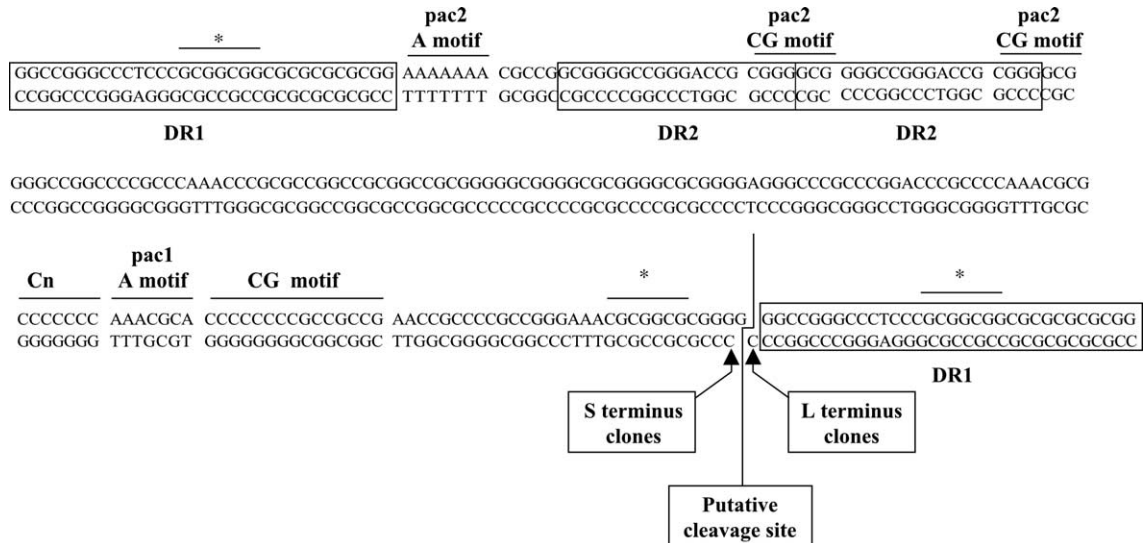 pac2 pac2 pac2
* A motif CG motif CG motif
GGCCGGGCCCTCCCGCGGCGGCGCGCGCGCGG AAAAAAA CGCCGGCGGGGCCGGGACCGC CGGGGCG GGGCCGGGACCG CGGGGCG
CCGGCCCGGGAGGGCGCCGCCGCGCGCGCGCC TTTTTTT GCGGCCGCCCCGGCCCTGGC GCCCCGC CCCGGCCCTGGC GCCCCGC
DR1 DR2 DR2
GGGCCGGCCCCGCCCAAACCCGCGCCGGCCGCGGCCGCGGGGGCGGGGCGCGGGGCGCGGGGAGGGCCCGCCCGGACCCGCCCCAAACGCG
CCCGGCCGGGGCGGGTTTGGGCGCGGCCGGCGCCGGCGCCCCCGCCCCGCGCCCCGCGCCCCTCCCGGGCGGGCCTGGGCGGGGTTTGCGC
pac1
Cn A motif CG motif * *
CCCCCCC AAACGCA CCCCCCCCGCCGCCG AACCGCCCCGCCGGGAAACGCGGCGCGGGG GGCCGGGCCCTCCCGCGGCGGCGCGCGCGCGG
GGGGGGG TTTGCGT GGGGGGGGCGGCGGC TTGGCGGGGCGGCCCTTTGCGCCGCGCCC C CCGGCCCGGGAGGGCGCCGCCGCGCGCGCGCC
DR1
S terminus
clones
L terminus
clones
Putative
cleavage site